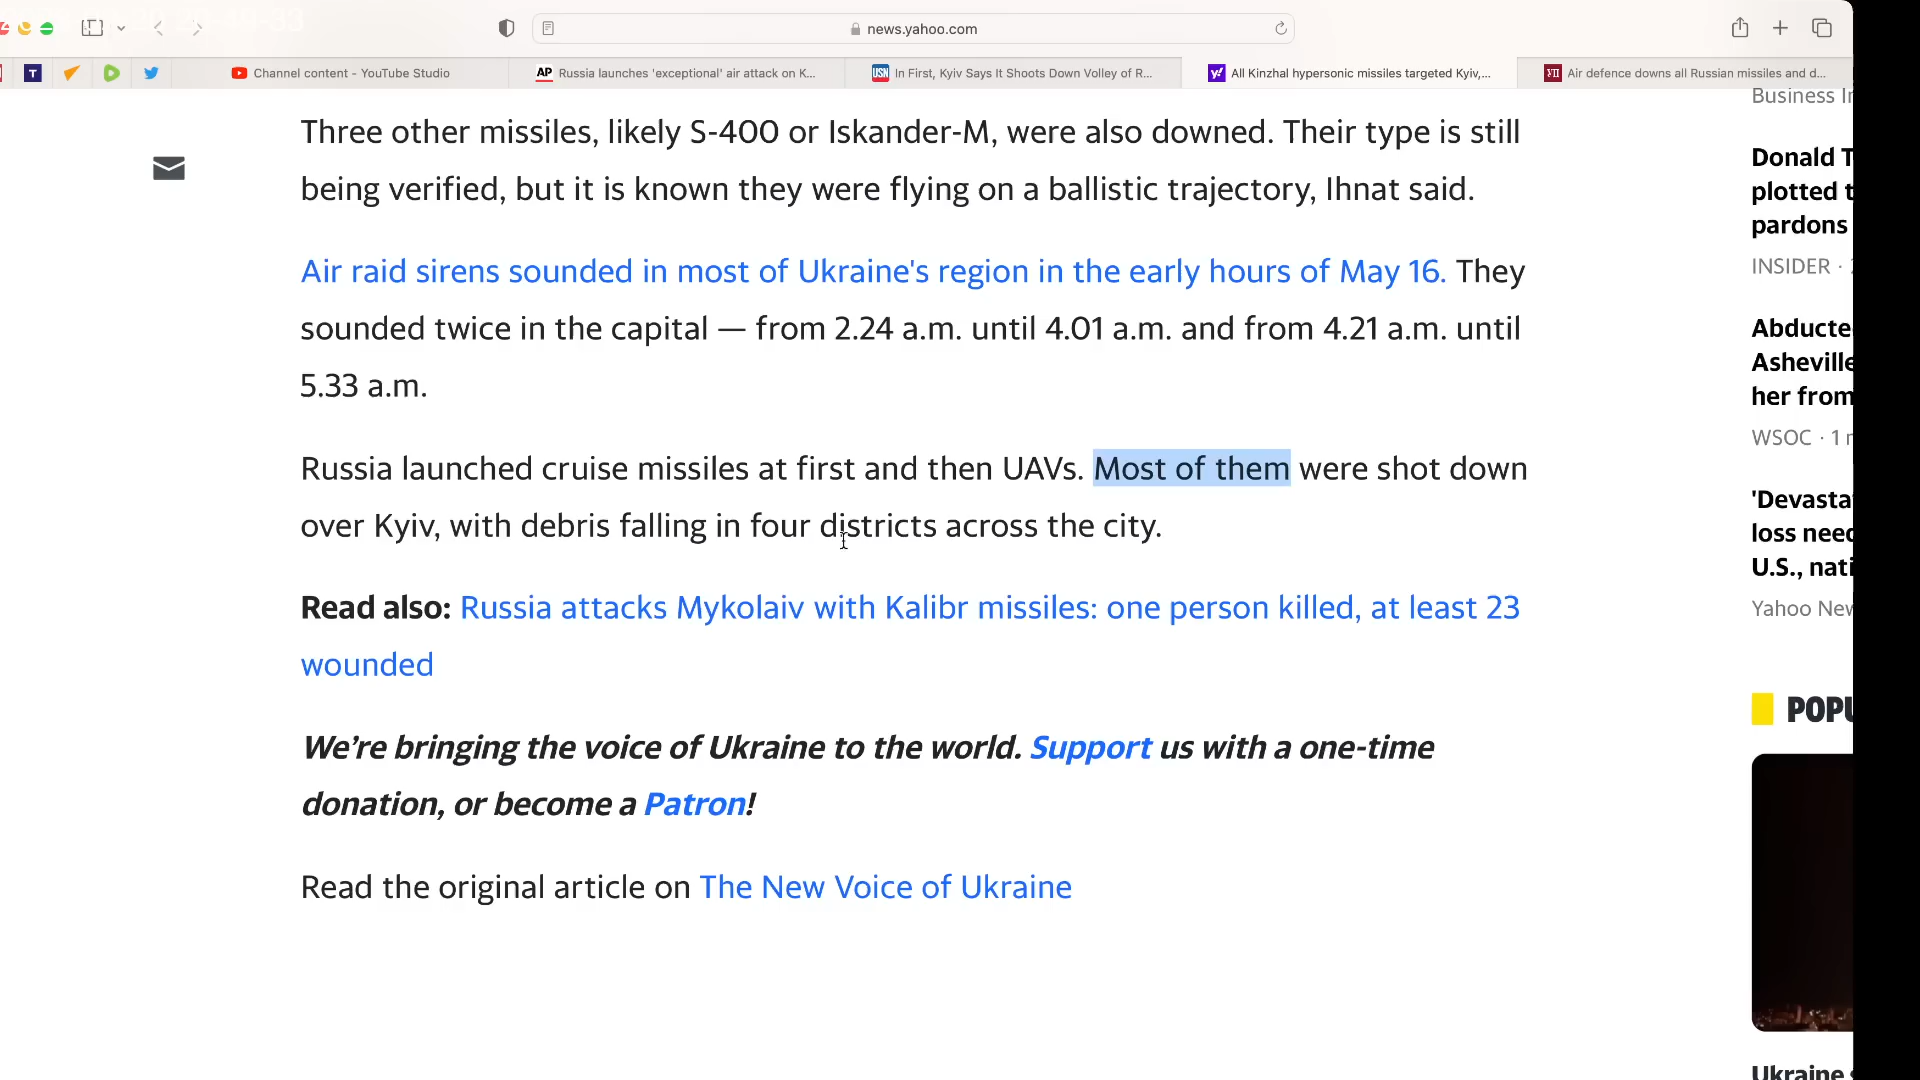 news.yahoo.com
T
Channel content - YouTube Studio
AP Russia launches 'exceptional' air attack on K...
USN In First, Kyiv Says It Shoots Down Volley of R...
y! All Kinzhal hypersonic missiles targeted Kyiv,...
Air defence downs all Russian missiles and d...
Three other missiles, likely S-400 or Iskander-M, were also downed. Their type is still
being verified, but it is known they were flying on a ballistic trajectory, Ihnat said.
Air raid sirens sounded in most of Ukraine's region in the early hours of May 16. They
sounded twice in the capital — from 2.24 a.m. until 4.01 a.m. and from 4.21 a.m. until
5.33 a.m.
Russia launched cruise missiles at first and then UAVs. Most of them were shot down
over Kyiv, with debris falling in four districts across the city.
Read also: Russia attacks Mykolaiv with Kalibr missiles: one person killed, at least 23
wounded
We're bringing the voice of Ukraine to the world. Support us with a one-time
donation, or become a Patron!
Read the original article on The New Voice of Ukraine
Business
Donald
plotted
pardons
INSIDER ·
Abducte
Asheville
her from
WSOC · 1
'Devasta
loss
U.S., nati
Yahoo
POPU
Ukraine